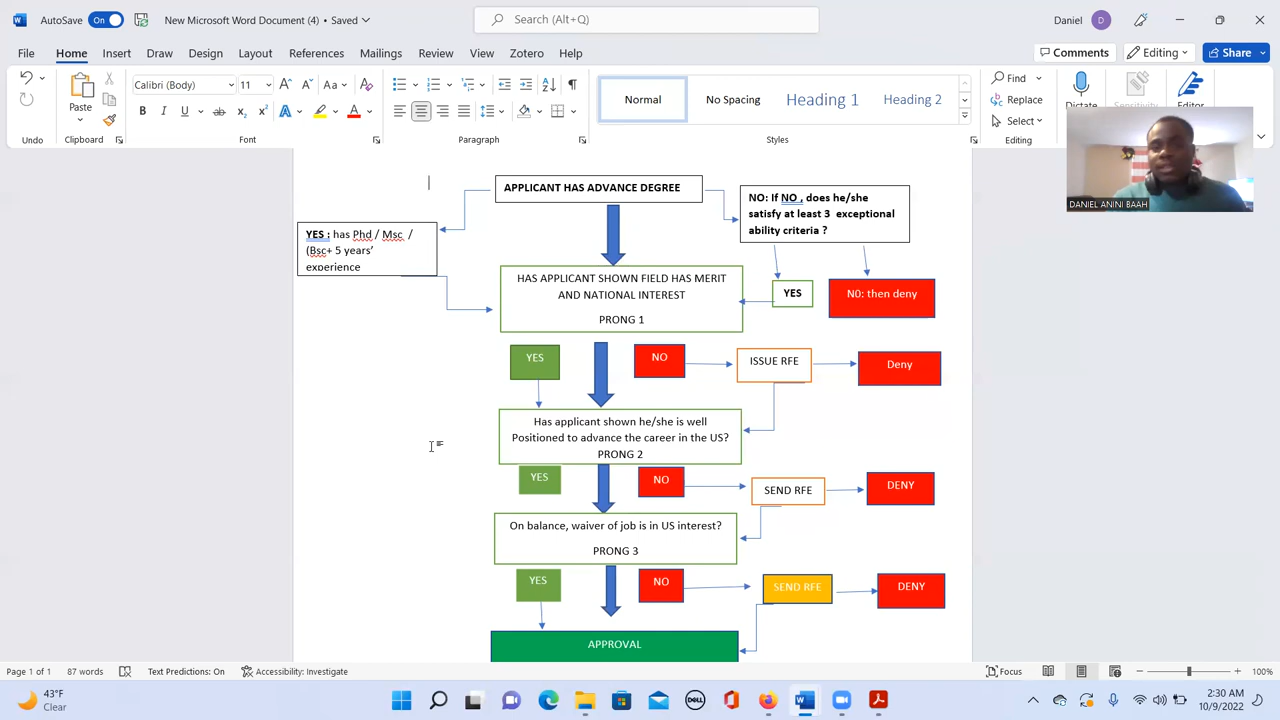 AutoSave On New Microsoft Word Document (4) • Saved Search (Alt+Q) Daniel D
File Home Insert Draw Design Layout References Mailings Review View Zotero Help Comments Editing Share
Calibri (Body) 11 Aa Find
Paste Normal No Spacing Heading 1 Heading 2 Replace Dictate Sensitivity Editor
B I U ab x₂ x² A A Select
Undo Clipboard Font Paragraph Styles Editing
DANIEL ANINI BAAH
APPLICANT HAS ADVANCE DEGREE
NO: If NO , does he/she
satisfy at least 3 exceptional
ability criteria ?
YES : has Phd / Msc /
(Bsc+ 5 years’
experience
HAS APPLICANT SHOWN FIELD HAS MERIT
AND NATIONAL INTEREST
PRONG 1
YES
N0: then deny
YES
NO
ISSUE RFE
Deny
Has applicant shown he/she is well
Positioned to advance the career in the US?
PRONG 2
YES
NO
SEND RFE
DENY
On balance, waiver of job is in US interest?
PRONG 3
YES
NO
SEND RFE
DENY
APPROVAL
Page 1 of 1 87 words Text Predictions: On Accessibility: Investigate Focus 100%
43°F
Clear
DELL
2:30 AM
10/9/2022